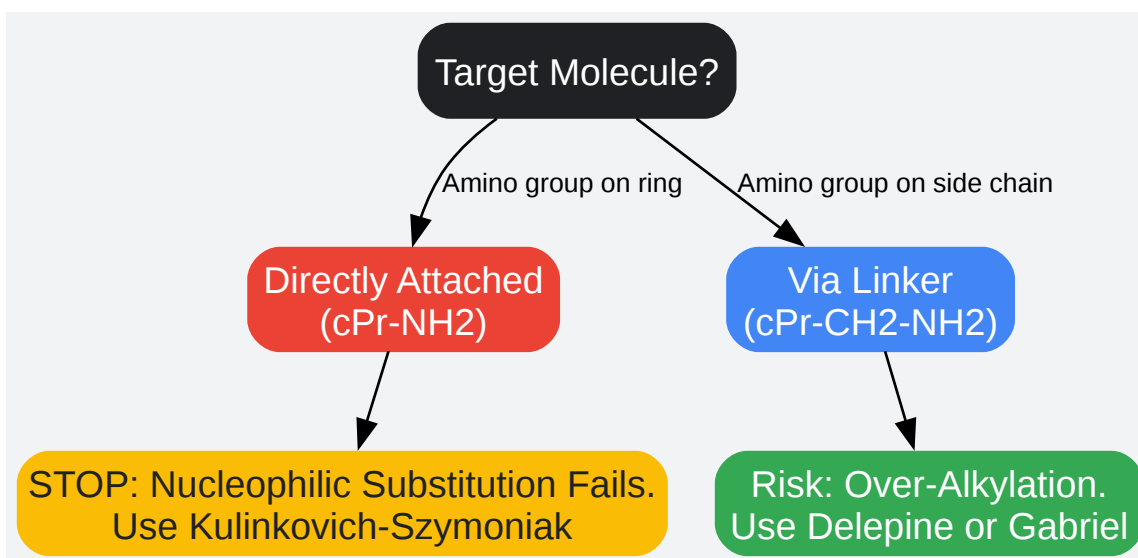 Target Molecule?
Amino group on ring
Amino group on side chain
Directly Attached
(cPr-NH2)
Via Linker
(cPr-CH2-NH2)
STOP: Nucleophilic Substitution Fails.
Use Kulinkovich-Szymoniak
Risk: Over-Alkylation.
Use Delepine or Gabriel